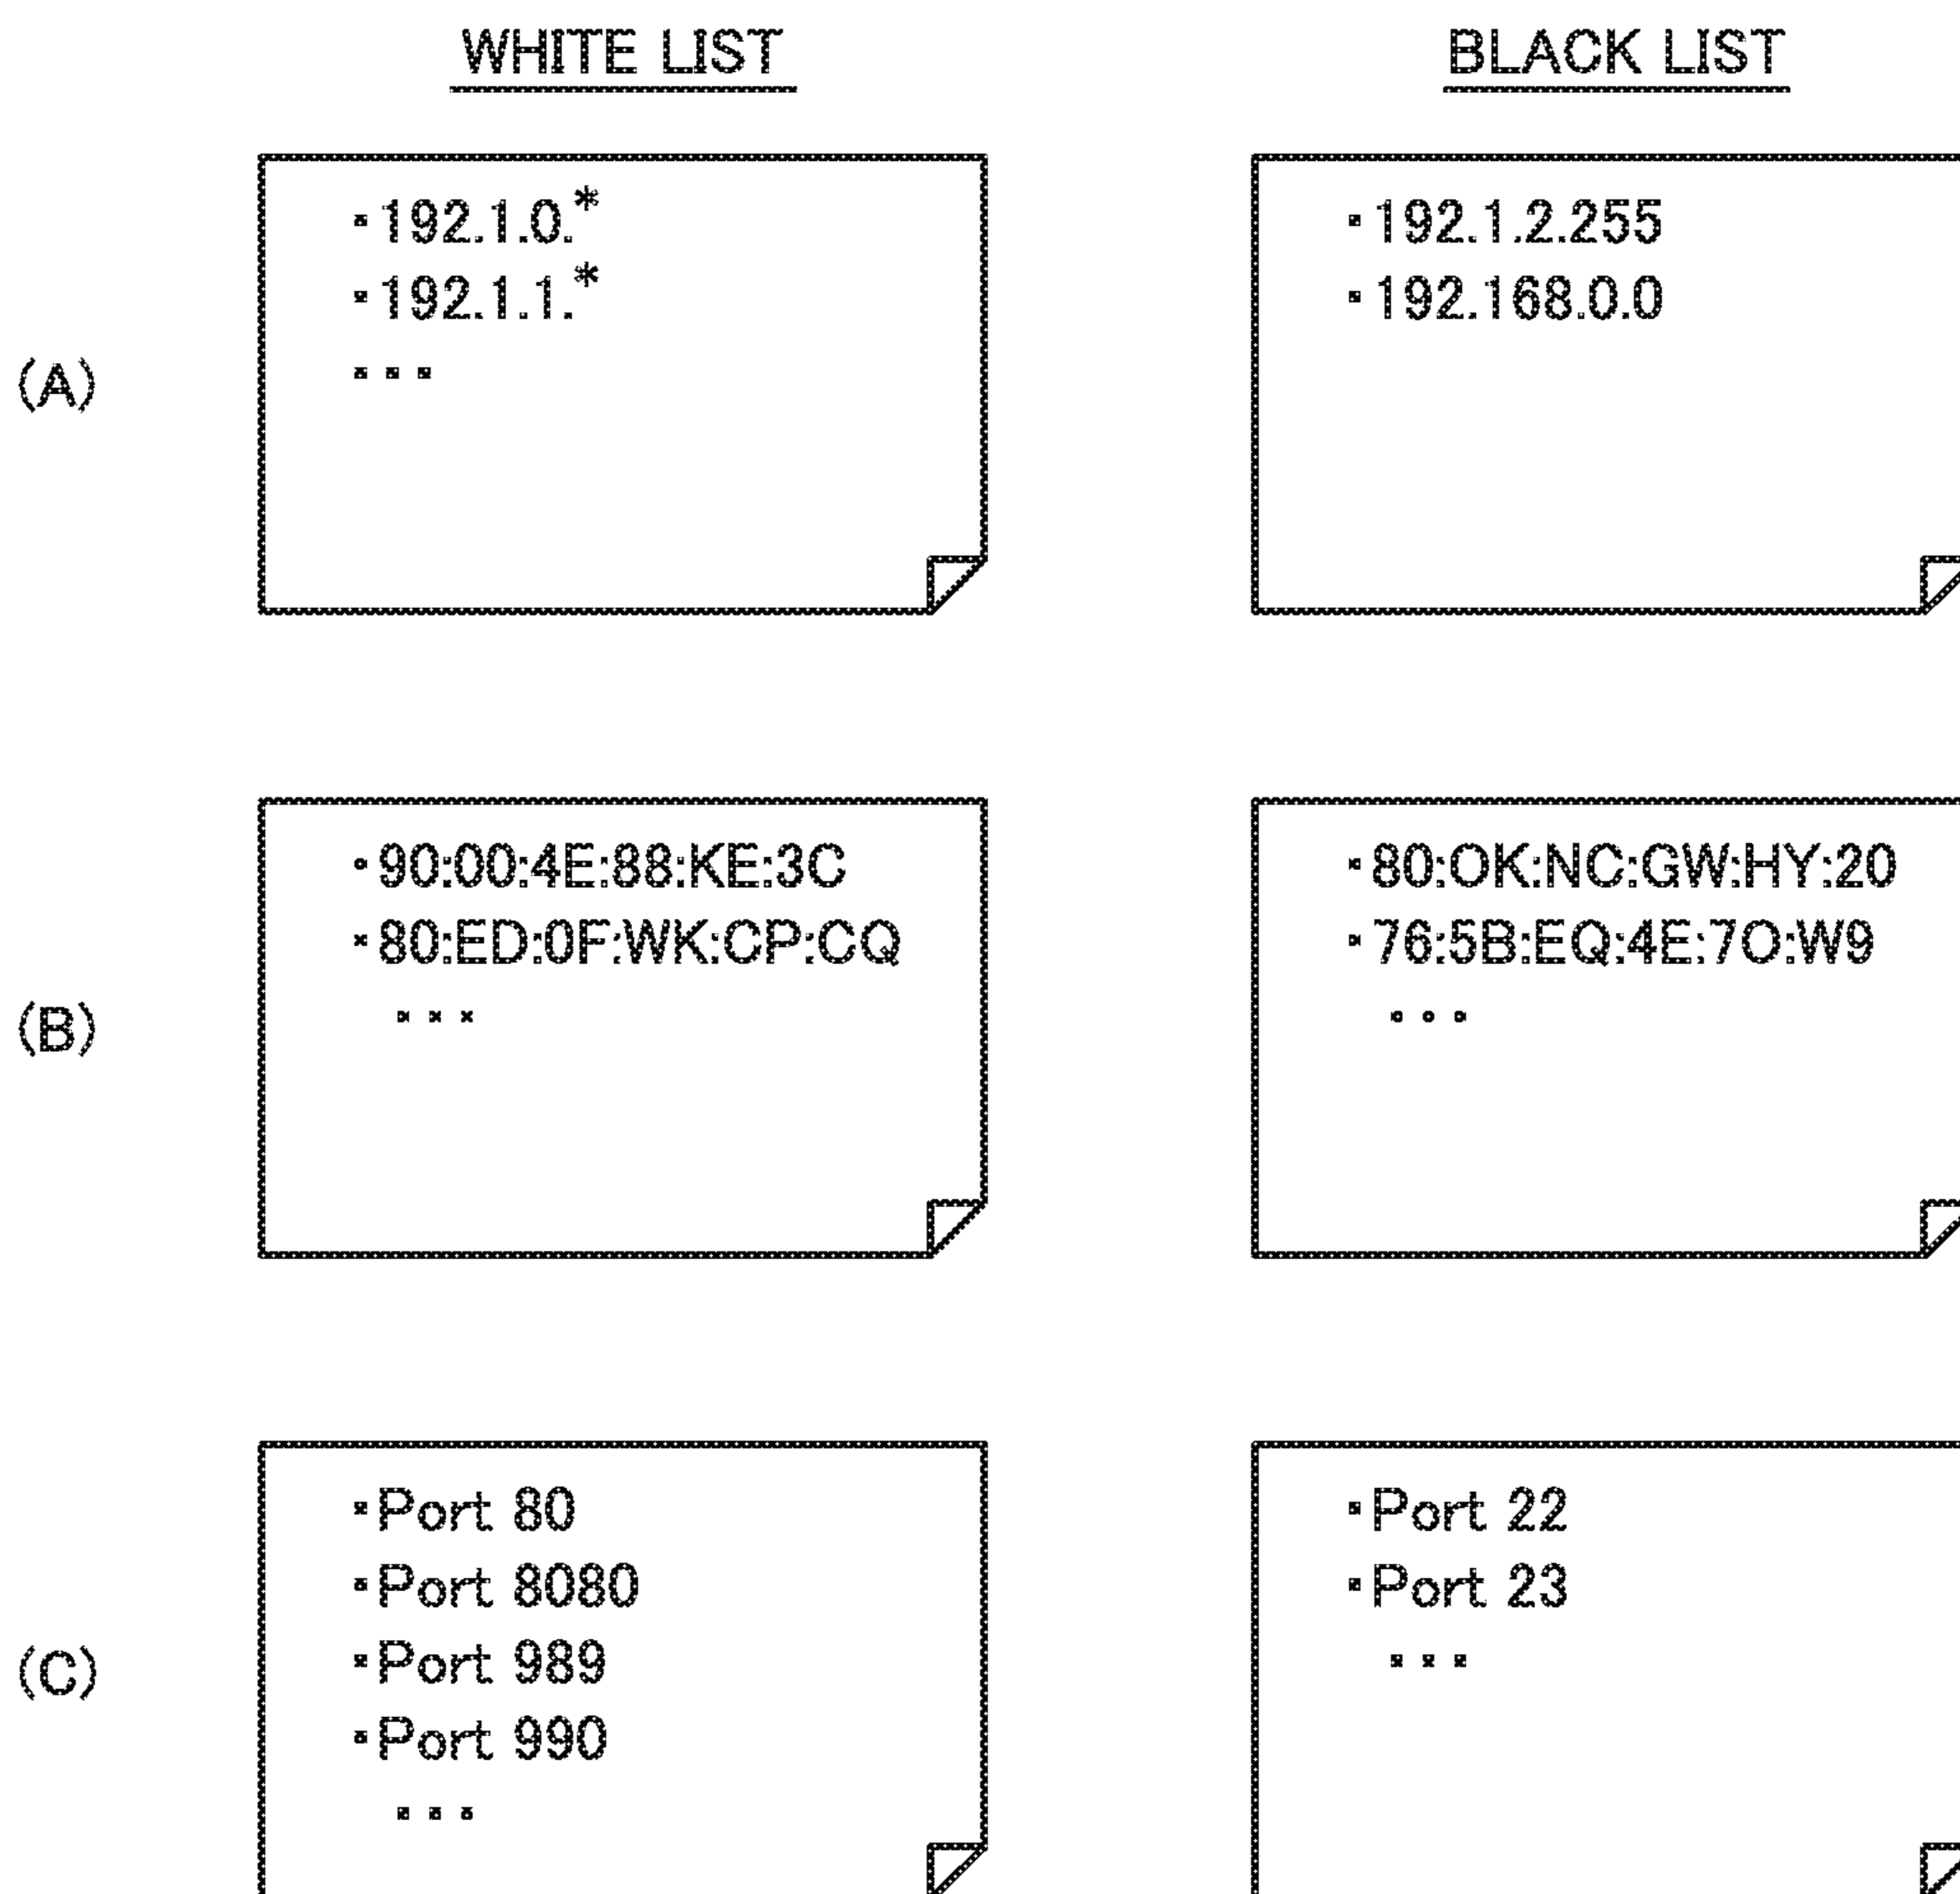 WHITE LIST
BLACK LIST
(A)
・192.1.0.*
・192.1.1.*
・・・
・192.1.2.255
・192.168.0.0
(B)
・90:00:4E:88:KE:3C
・80:ED:0F:WK:CP:CQ
・・・
・80:OK:NC:GW:HY:20
・76:5B:EQ:4E:7O:W9
・・・
(C)
・Port 80
・Port 8080
・Port 989
・Port 990
・・・
・Port 22
・Port 23
・・・